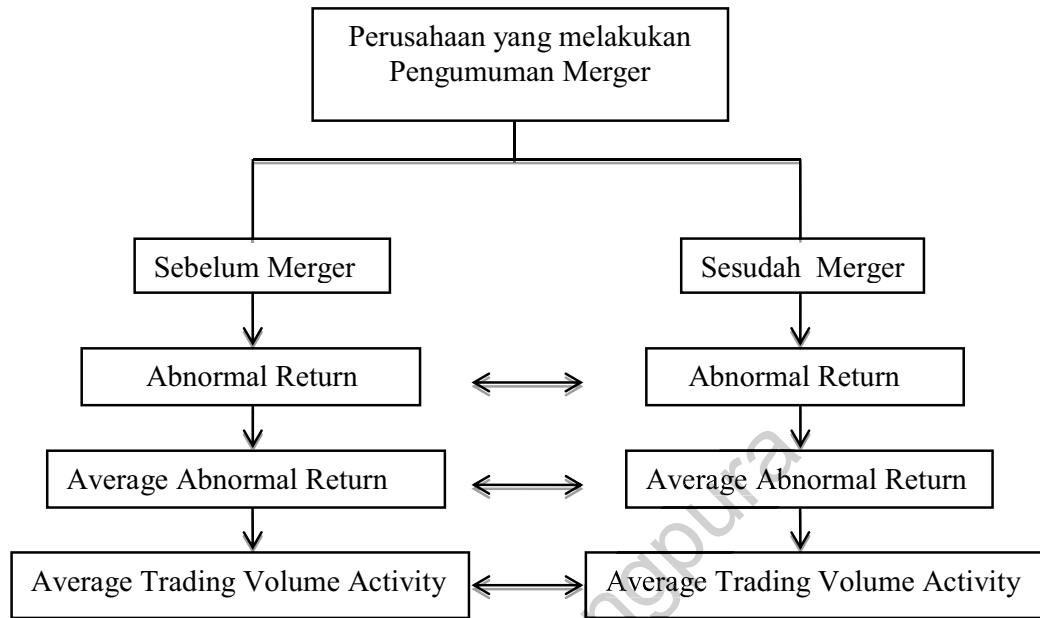 Perusahaan yang melakukan
Pengumuman Merger
Sebelum Merger
Sesudah Merger
Abnormal Return
Abnormal Return
Average Abnormal Return
Average Abnormal Return
Average Trading Volume Activity
Average Trading Volume Activity